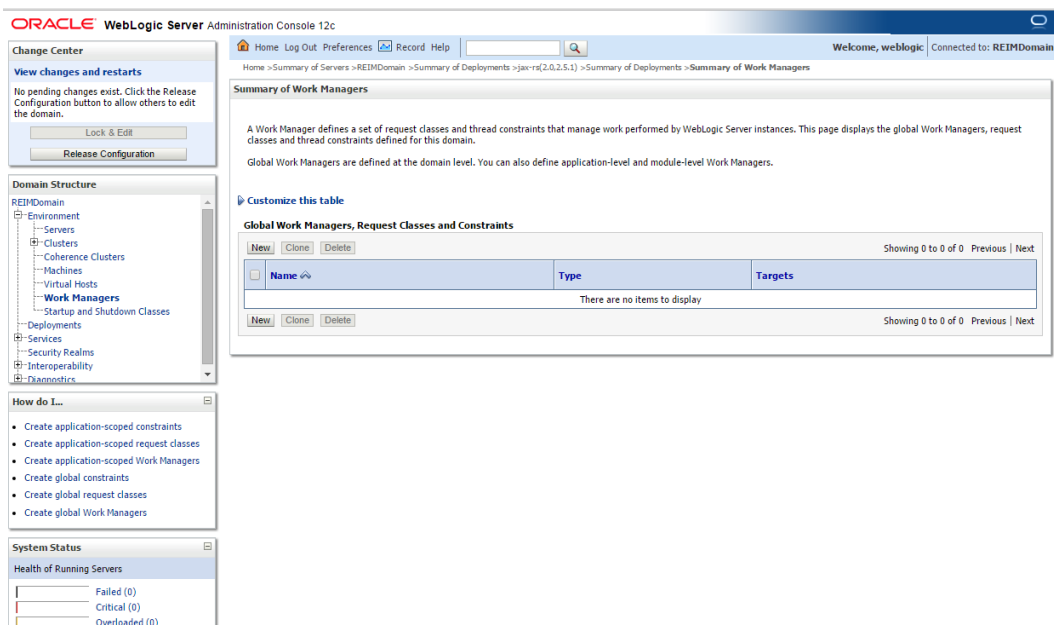 ORACLE WebLogic Server Administration Console 12c
Change Center
View changes and restarts
No pending changes exist. Click the Release
Configuration button to allow others to edit
the domain.
Lock & Edit
Release Configuration
Domain Structure
REIMDomain
Environment
Servers
Clusters
Coherence Clusters
Machines
Virtual Hosts
Work Managers
Startup and Shutdown Classes
Deployments
Services
Security Realms
Interoperability
Diagnostics
How do I...
Create application-scoped constraints
Create application-scoped request classes
Create application-scoped Work Managers
Create global constraints
Create global request classes
Create global Work Managers
System Status
Health of Running Servers
Failed (0)
Critical (0)
Overloaded (0)
Home Log Out Preferences Record Help
Welcome, weblogic Connected to: REIMDomain
Home >Summary of Servers >REIMDomain >Summary of Deployments >jax-rs(2.0,2.5.1) >Summary of Deployments >Summary of Work Managers
Summary of Work Managers
A Work Manager defines a set of request classes and thread constraints that manage work performed by WebLogic Server instances. This page displays the global Work Managers, request
classes and thread constraints defined for this domain.
Global Work Managers are defined at the domain level. You can also define application-level and module-level Work Managers.
Customize this table
Global Work Managers, Request Classes and Constraints
New Clone Delete Showing 0 to 0 of 0 Previous | Next
Name Type Targets
There are no items to display
New Clone Delete Showing 0 to 0 of 0 Previous | Next